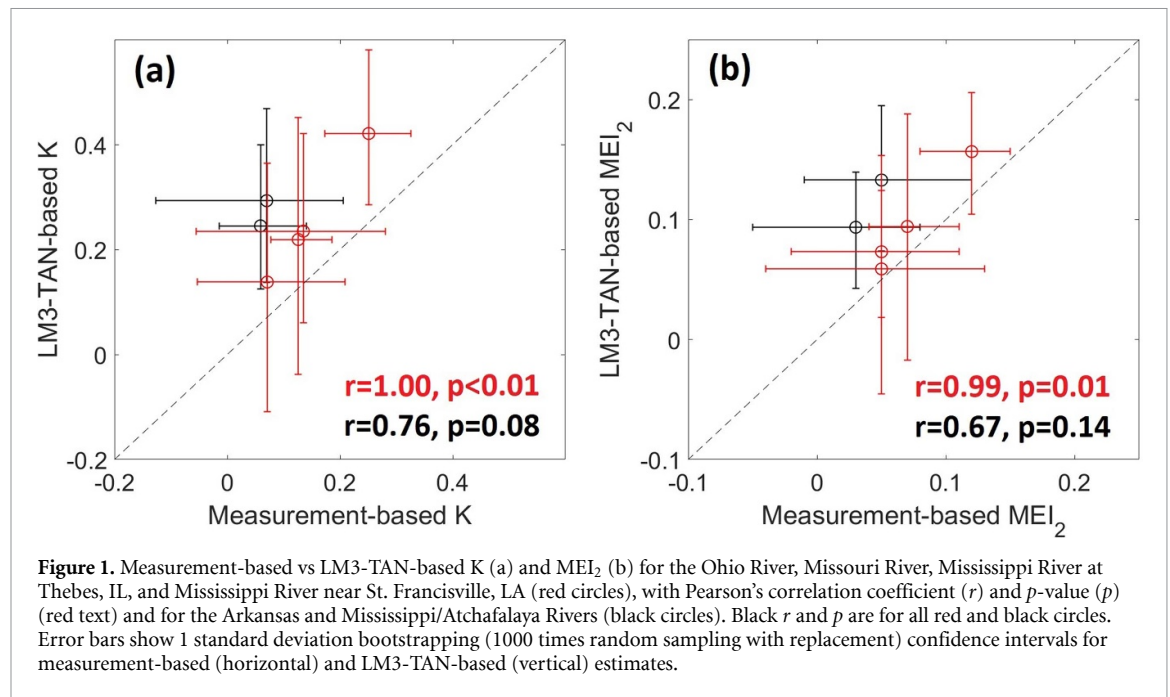 (a)
LM3-TAN-based K
0.4
0.2
0
-0.2
-0.2
0
0.2
0.4
r=1.00, p<0.01
r=0.76, p=0.08
Measurement-based K
(b)
LM3-TAN-based MEI₂
0.2
0.1
0
-0.1
-0.1
0
0.1
0.2
r=0.99, p=0.01
r=0.67, p=0.14
Measurement-based MEI₂
Figure 1. Measurement-based vs LM3-TAN-based K (a) and MEI₂ (b) for the Ohio River, Missouri River, Mississippi River at
Thebes, IL, and Mississippi River near St. Francisville, LA (red circles), with Pearson's correlation coefficient (r) and p-value (p)
(red text) and for the Arkansas and Mississippi/Atchafalaya Rivers (black circles). Black r and p are for all red and black circles.
Error bars show 1 standard deviation bootstrapping (1000 times random sampling with replacement) confidence intervals for
measurement-based (horizontal) and LM3-TAN-based (vertical) estimates.